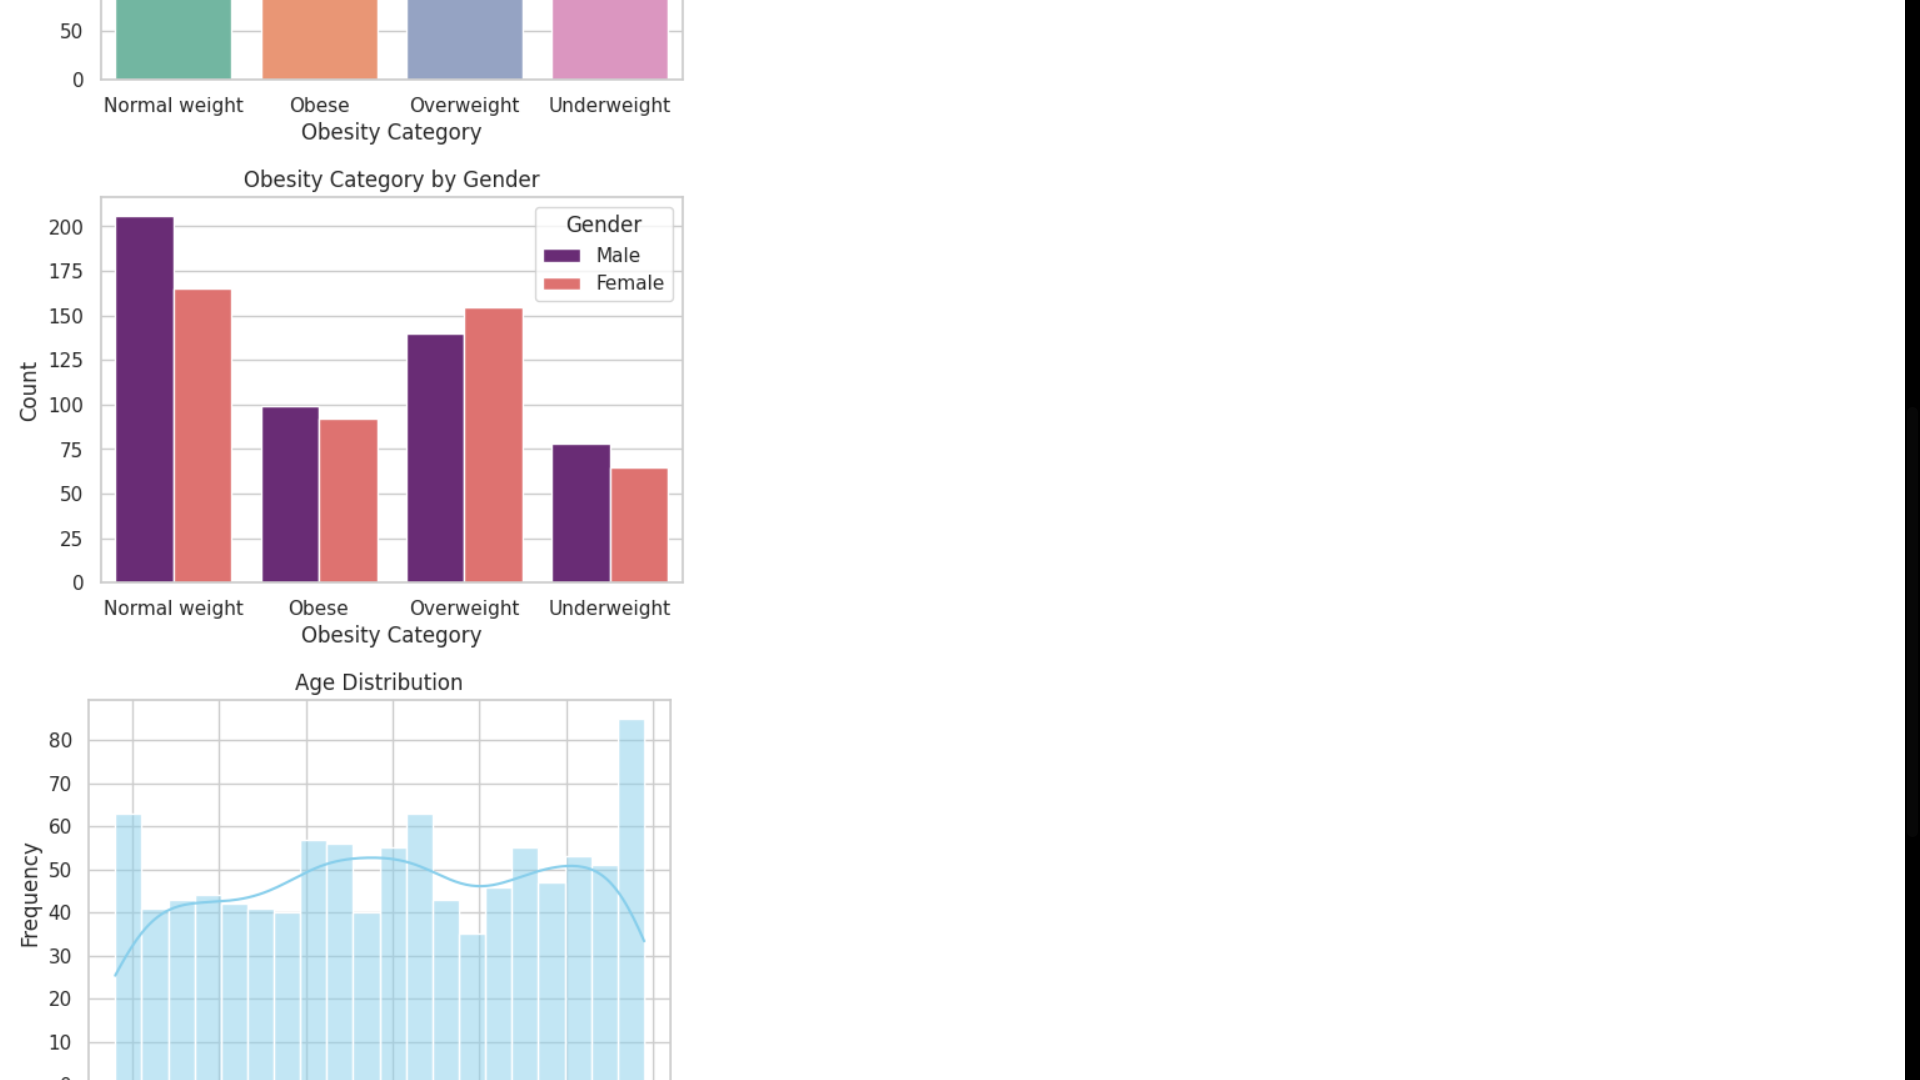 50
0
Normal weight Obese Overweight Underweight
Obesity Category
Obesity Category by Gender
200
175
150
125
100
75
50
25
0
Count
Gender
Male
Female
Normal weight Obese Overweight Underweight
Obesity Category
Age Distribution
80
70
60
50
40
30
20
10
Frequency